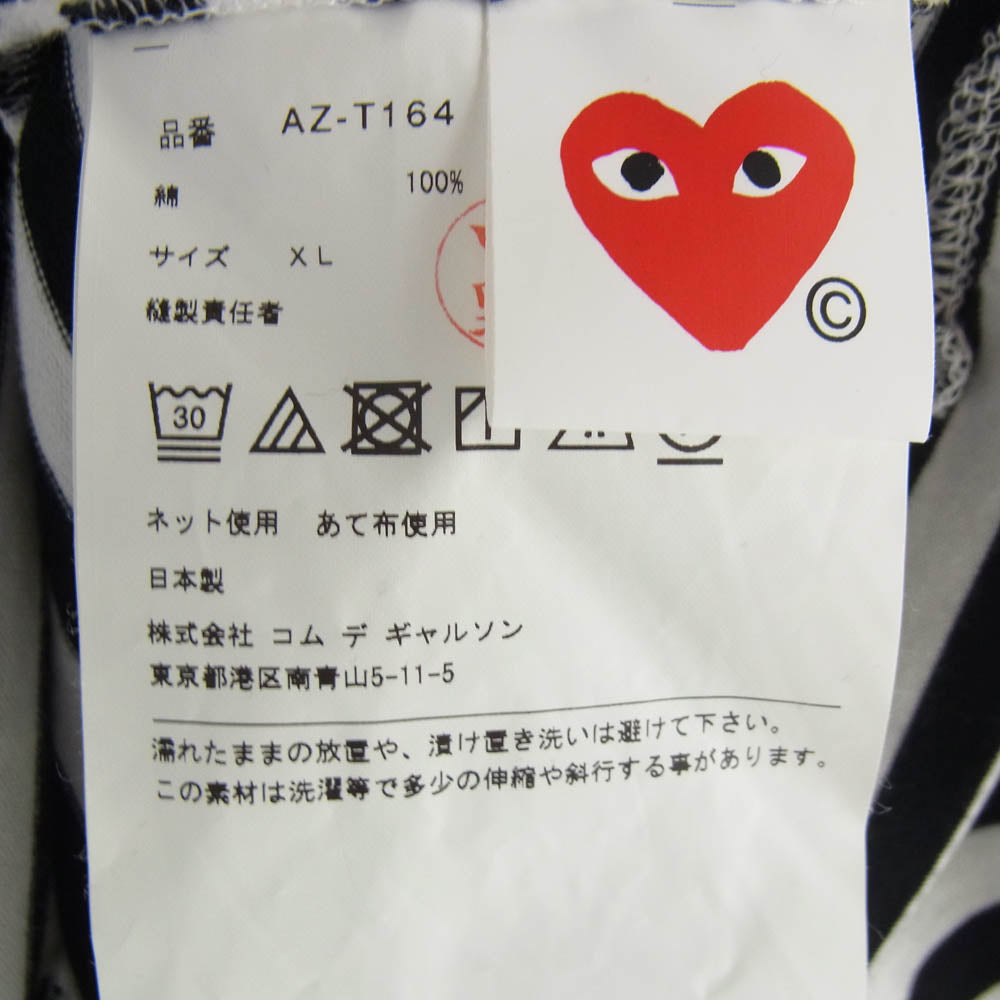 品番 AZ-T164
綿 100%
サイズ XL
縫製責任者
©
30
ネット使用 あて布使用
日本製
株式会社 コム デ ギャルソン
東京都港区南青山5-11-5
濡れたままの放置や、漬け置き洗いは避けて下さい。
この素材は洗濯等で多少の伸縮や斜行する事があります。